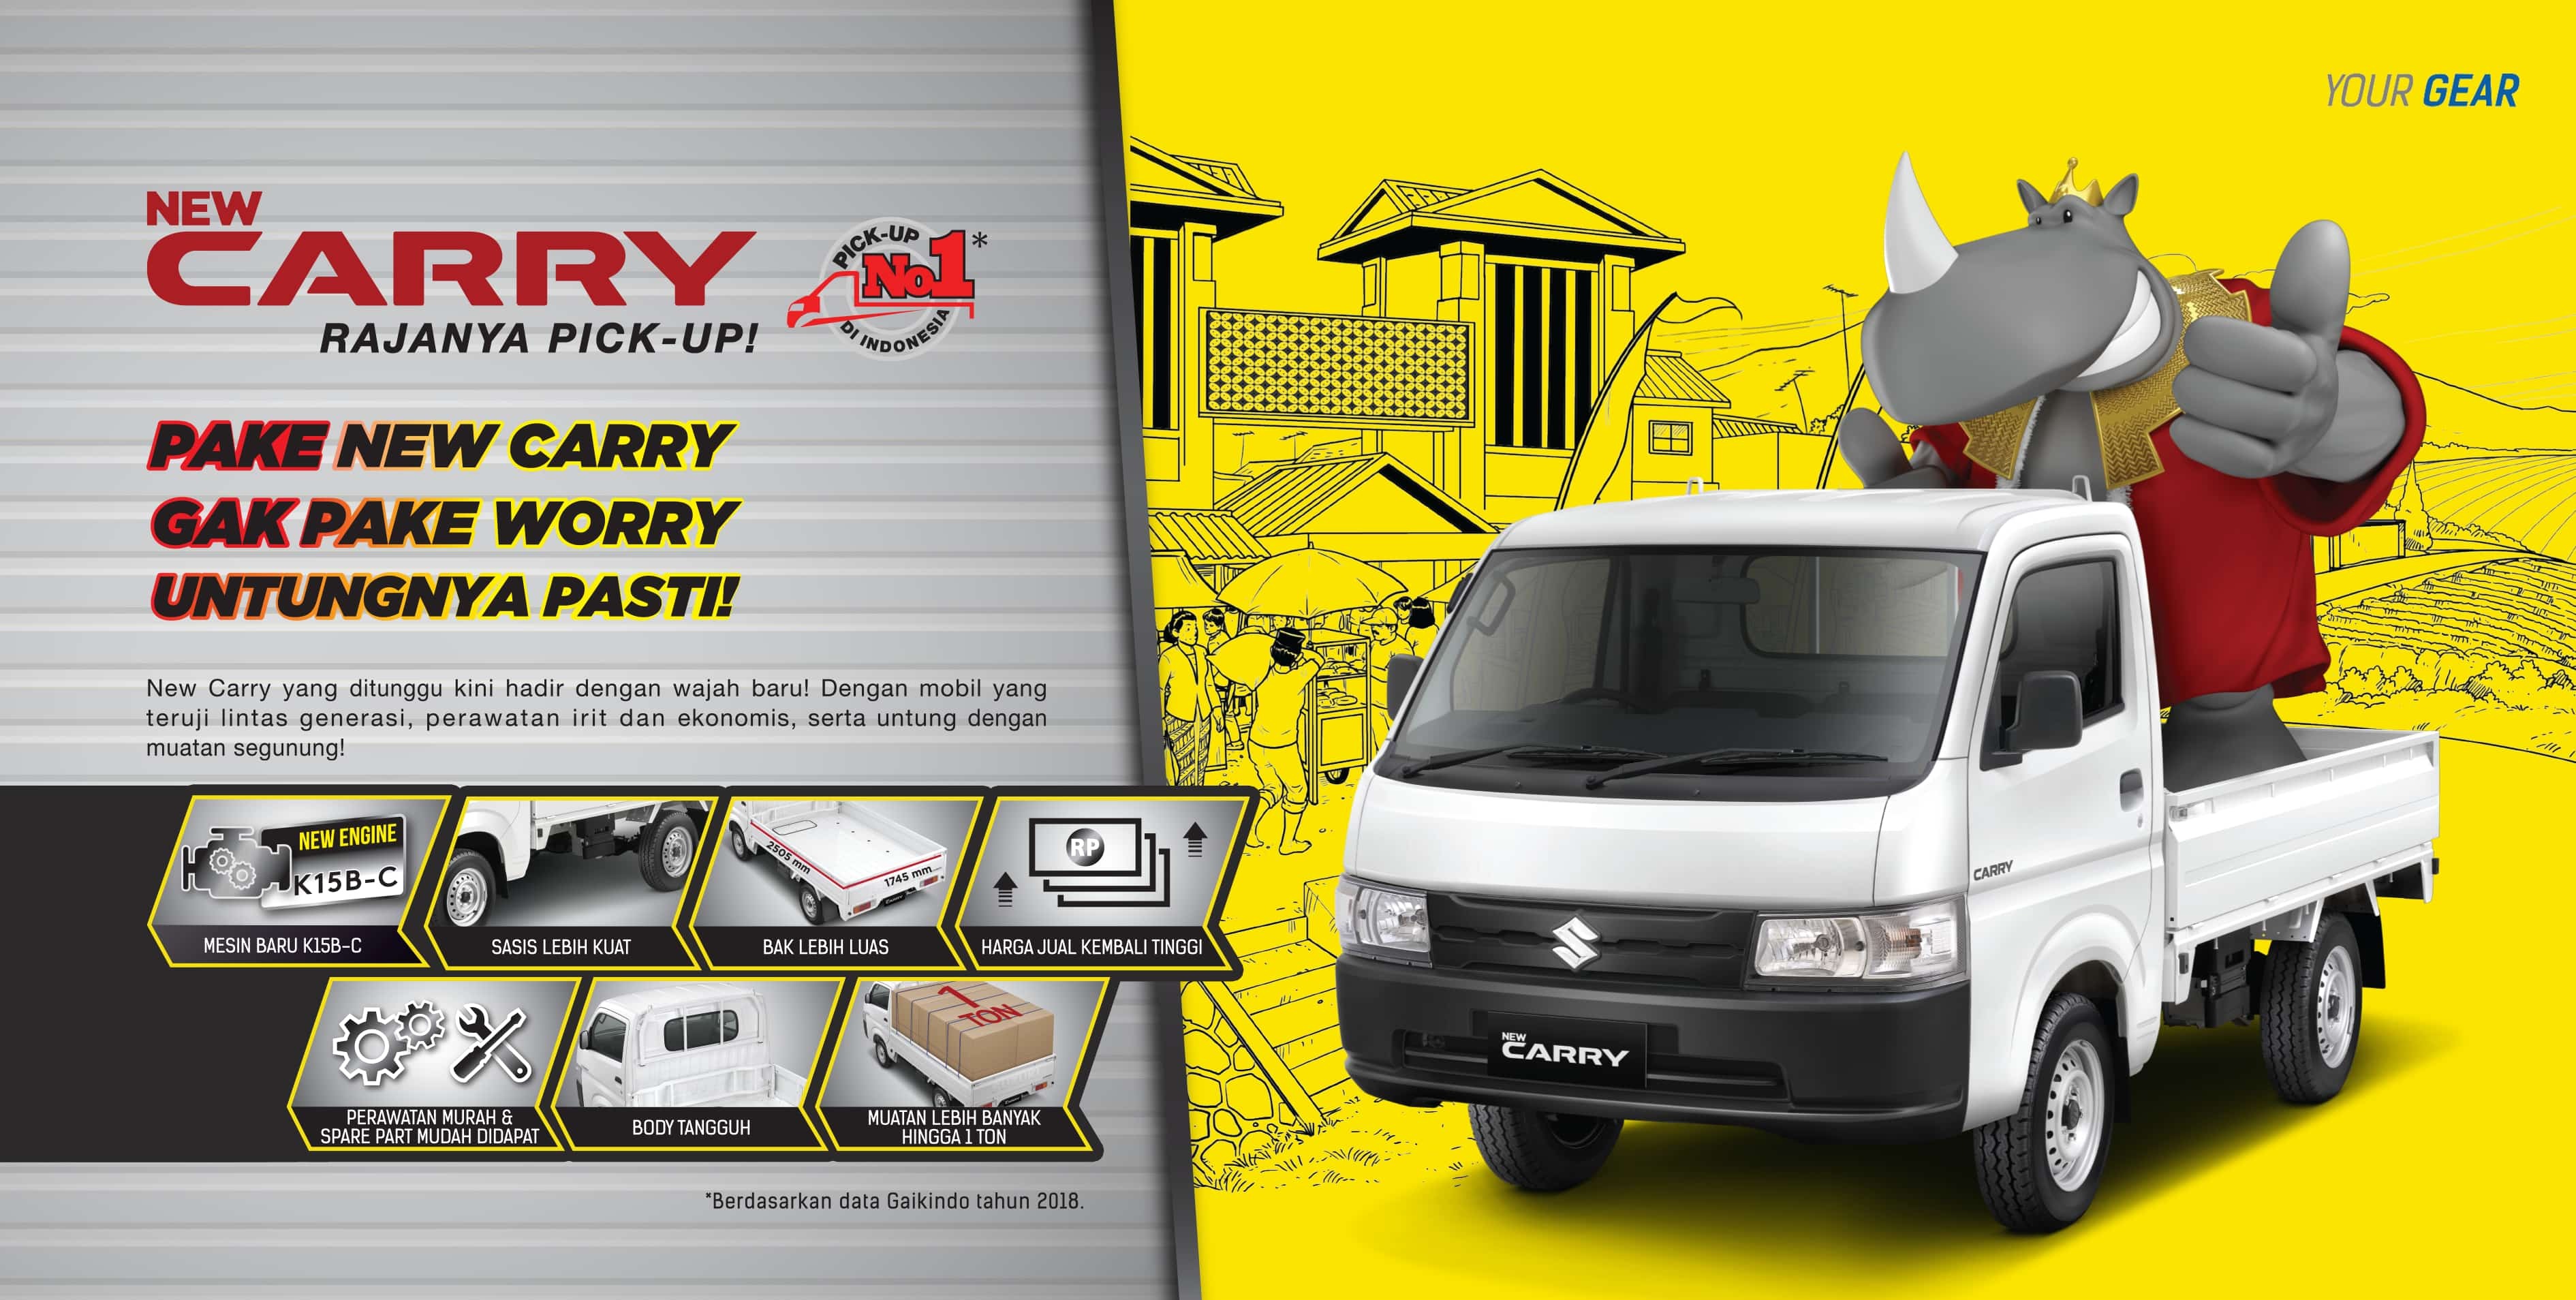 YOUR GEAR
NEW
CARRY
RAJANYA PICK-UP!
PICK-UP
No1*
DI INDONESIA
PAKE NEW CARRY
GAK PAKE WORRY
UNTUNGNYA PASTI!
New Carry yang ditunggu kini hadir dengan wajah baru! Dengan mobil yang
teruji lintas generasi, perawatan irit dan ekonomis, serta untung dengan
muatan segunung!
NEW ENGINE
K15B-C
MESIN BARU K15B-C
SASIS LEBIH KUAT
2505 mm
1745 mm
BAK LEBIH LUAS
RP
HARGA JUAL KEMBALI TINGGI
PERAWATAN MURAH &
SPARE PART MUDAH DIDAPAT
BODY TANGGUH
1
TON
MUATAN LEBIH BANYAK
HINGGA 1 TON
*Berdasarkan data Gaikindo tahun 2018.
CARRY
NEW
CARRY